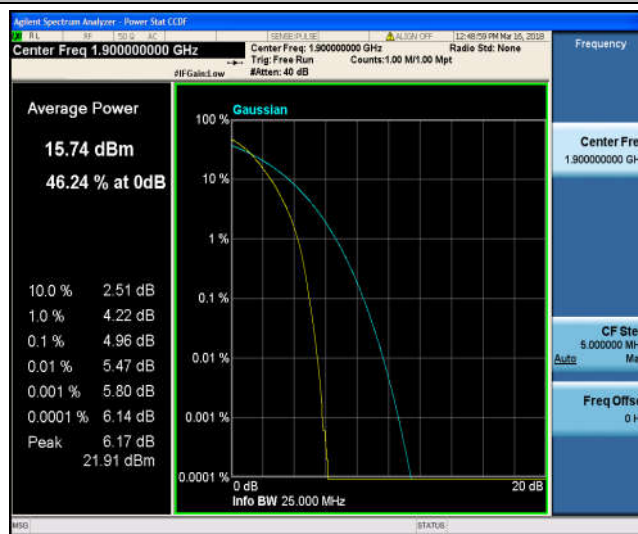 Agilent Spectrum Analyzer - Power Stat CCDF
RL RF 50 Ω AC SENSE:PULSE ALIGN OFF 12:48:59 PM Mar 16, 2018
Center Freq 1.900000000 GHz
Center Freq: 1.900000000 GHz Radio Std: None
Trig: Free Run Counts:1.00 M/1.00 Mpt
#IFGain:Low #Atten: 40 dB
Frequency
Average Power
15.74 dBm
46.24 % at 0dB
10.0 % 2.51 dB
1.0 % 4.22 dB
0.1 % 4.96 dB
0.01 % 5.47 dB
0.001 % 5.80 dB
0.0001 % 6.14 dB
Peak 6.17 dB
21.91 dBm
Gaussian
100 %
10 %
1 %
0.1 %
0.01 %
0.001 %
0.0001 %
0 dB 20 dB
Info BW 25.000 MHz
Center Fre
1.900000000 GH
CF Ste
5.000000 MH
Auto Ma
Freq Offse
0 H
MSG STATUS